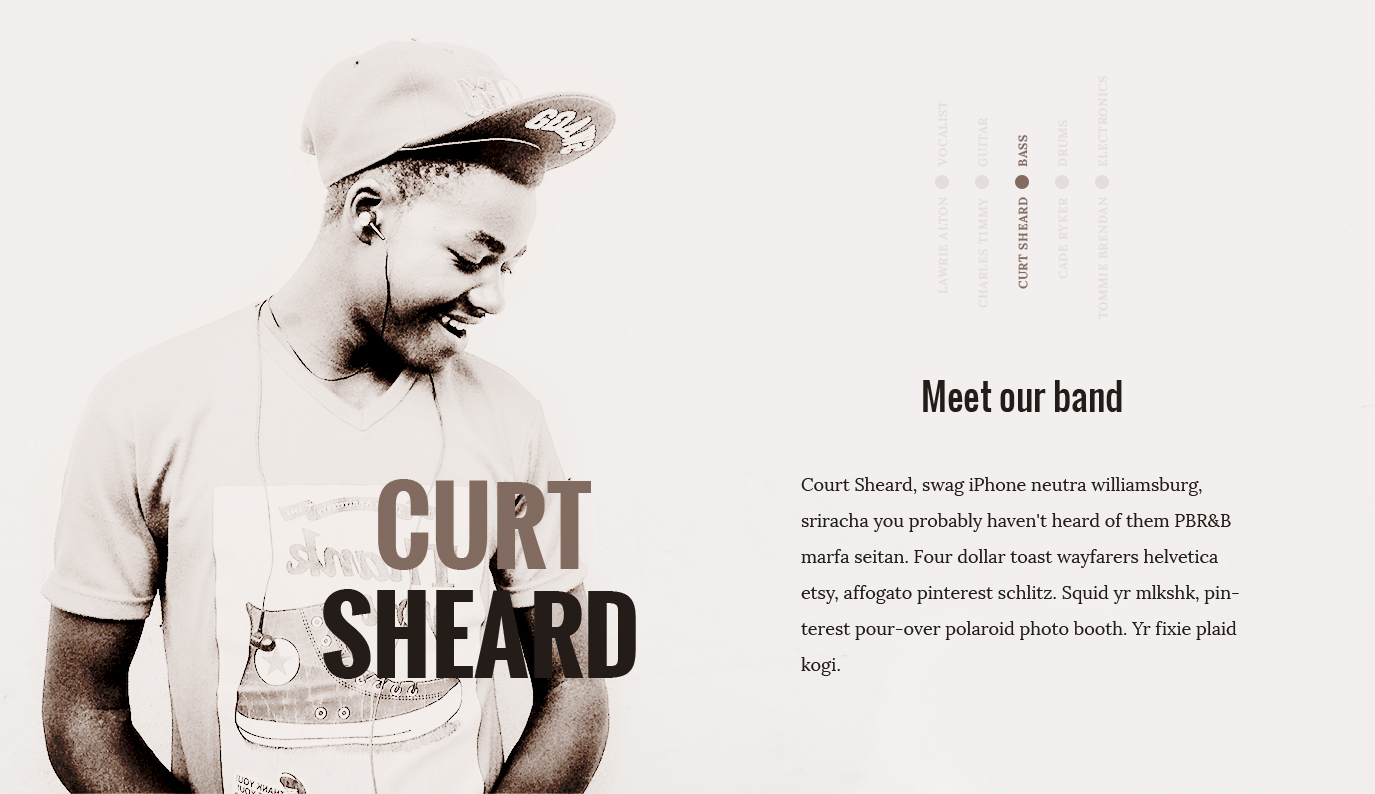 LAWRIE ALTON VOCALIST
CHARLES TIMMY GUITAR
CURT SHEARD BASS
CADE RYKER DRUMS
TOMMIE BRENDAN ELECTRONICS
Meet our band
CURT
SHEARD
Court Sheard, swag iPhone neutra williamsburg,
sriracha you probably haven't heard of them PBR&B
marfa seitan. Four dollar toast wayfarers helvetica
etsy, affogato pinterest schlitz. Squid yr mlkshk, pin-
terest pour-over polaroid photo booth. Yr fixie plaid
kogi.
Thank
THANK YOU